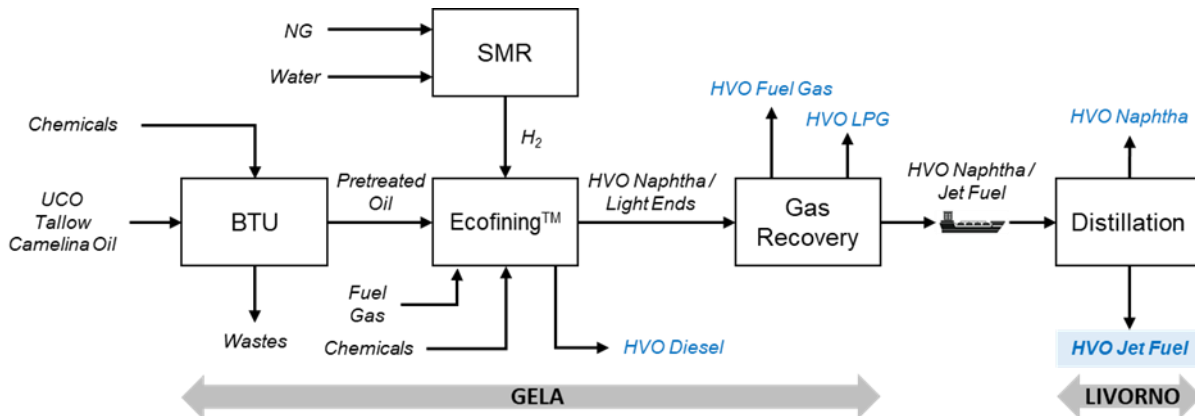 NG
Water
SMR
H2
Chemicals
UCO
Tallow
Camelina Oil
BTU
Wastes
Pretreated
Oil
Ecofining™
Fuel
Gas
Chemicals
HVO Diesel
HVO Naphtha /
Light Ends
HVO Fuel Gas
HVO LPG
Gas
Recovery
HVO Naphtha /
Jet Fuel
HVO Naphtha
Distillation
HVO Jet Fuel
GELA
LIVORNO